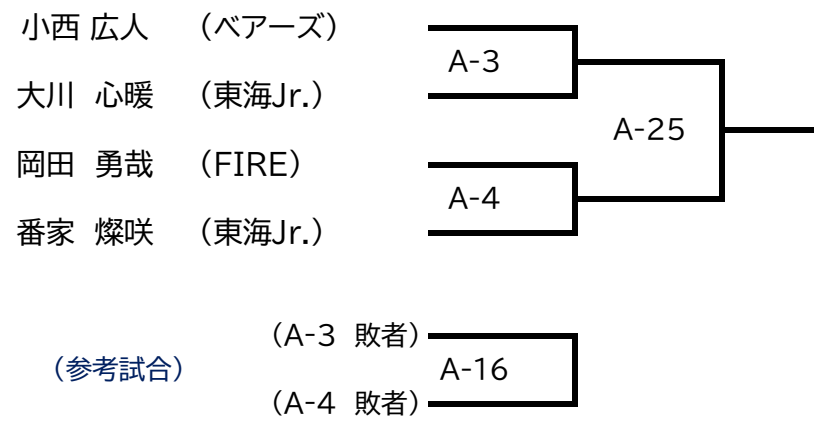 小西 広人 （ベアーズ）
A-3
大川 心暖 （東海Jr.）
A-25
岡田 勇哉 （FIRE）
A-4
番家 燦咲 （東海Jr.）
（A-3 敗者）
（参考試合） A-16
（A-4 敗者）